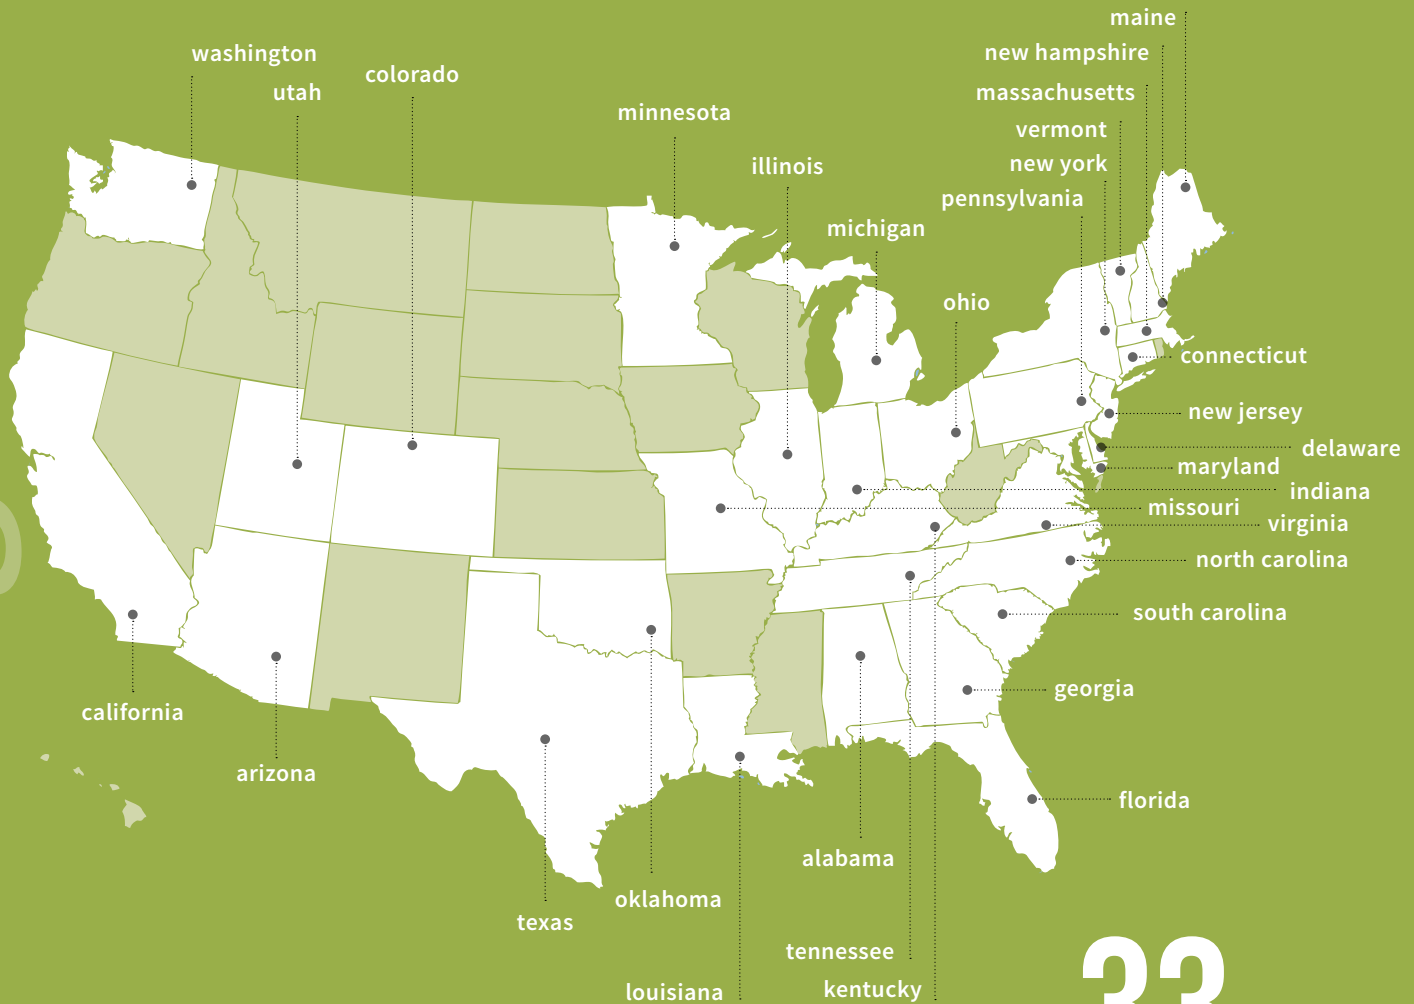 maine
new hampshire
washington
colorado
utah
massachusetts
minnesota
vermont
illinois
new york
pennsylvania
michigan
ohio
connecticut
new jersey
delaware
maryland
indiana
missouri
virginia
north carolina
south carolina
georgia
california
arizona
florida
alabama
oklahoma
texas
tennessee
kentucky
louisiana